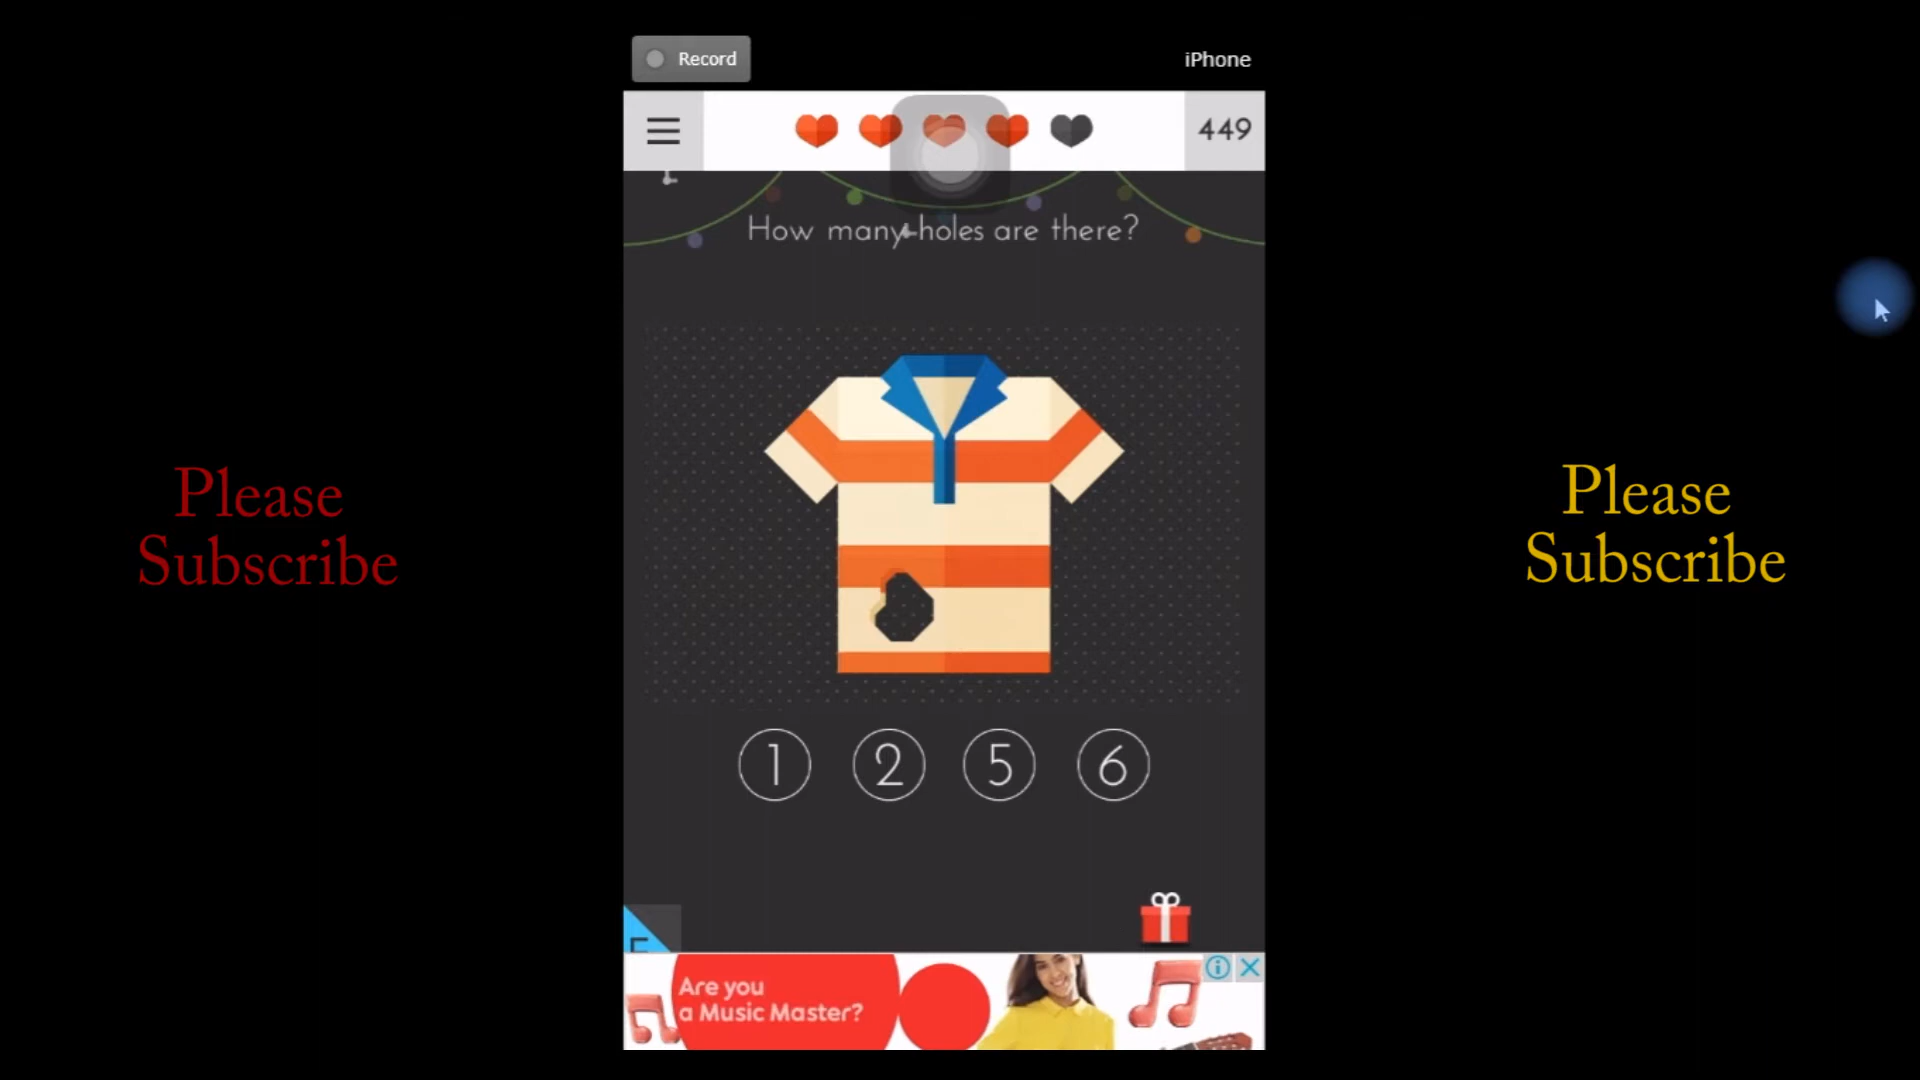 Record
iPhone
449
How many holes are there?
Please
Subscribe
Please
Subscribe
1 2 5 6
Are you
a Music Master?